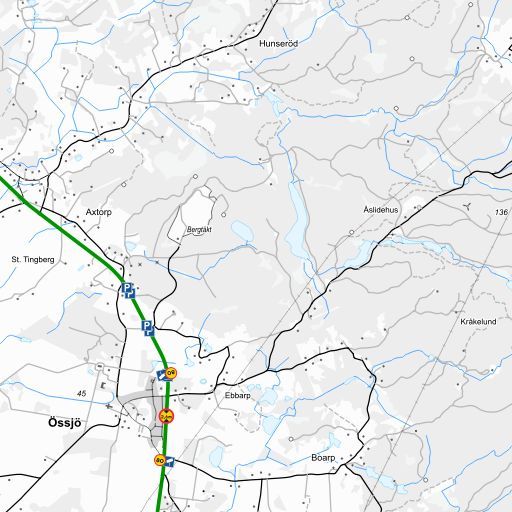 Hunseröd
Axtorp
Åslidehus
136
Bergtäkt
St. Tingberg
P
P
P
Kråkelund
45
Ebbarp
Össjö
Boarp